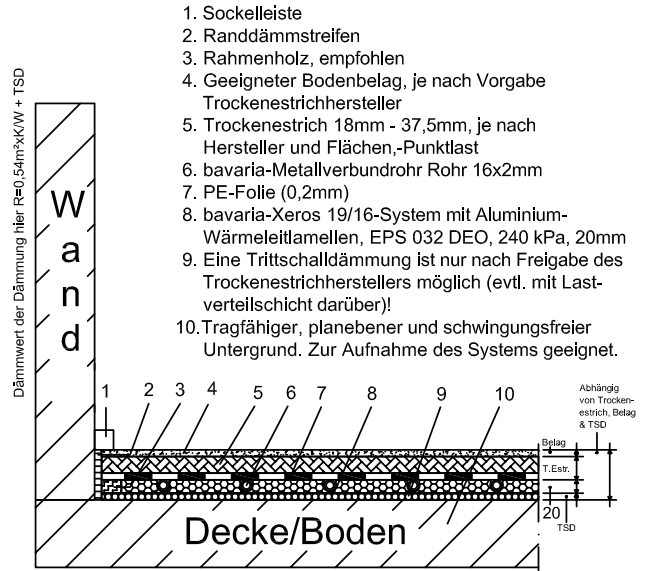 1. Sockelleiste
2. Randdämmstreifen
3. Rahmenholz, empfohlen
4. Geeigneter Bodenbelag, je nach Vorgabe
Trockenestrichhersteller
5. Trockenestrich 18mm - 37,5mm, je nach
Hersteller und Flächen,-Punktlast
6. bavaria-Metallverbundrohr Rohr 16x2mm
7. PE-Folie (0,2mm)
8. bavaria-Xeros 19/16-System mit Aluminium-
Wärmeleitlamellen, EPS 032 DEO, 240 kPa, 20mm
9. Eine Trittschalldämmung ist nur nach Freigabe des
Trockenestrichherstellers möglich (evtl. mit Last-
verteilschicht darüber)!
10. Tragfähiger, planebener und schwingungsfreier
Untergrund. Zur Aufnahme des Systems geeignet.
Dämmwert der Dämmung hier R=0,54m²xK/W + TSD
Wand
1 2 3 4 5 6 7 8 9 10
Abhängig
von Trocken-
estrich, Belag
& TSD
Belag
T.Estr.
20
TSD
Decke/Boden